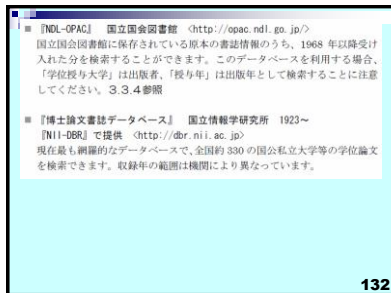 ■ 『NDL-OPAC』 国立国会図書館 〈http://opac.ndl.go.jp/〉
国立国会図書館に保存されている原本の書誌情報のうち、1968 年以降受け
入れた分を検索することができます。このデータベースを利用する場合、
「学位授与大学」は出版者、「授与年」は出版年として検索することに注意
してください。3.3.4参照
■ 『博士論文書誌データベース』 国立情報学研究所 1923～
『NII-DBR』で提供 〈http://dbr.nii.ac.jp〉
現在最も網羅的なデータベースで、全国約 330 の国公私立大学等の学位論文
を検索できます。収録年の範囲は機関により異なっています。
132